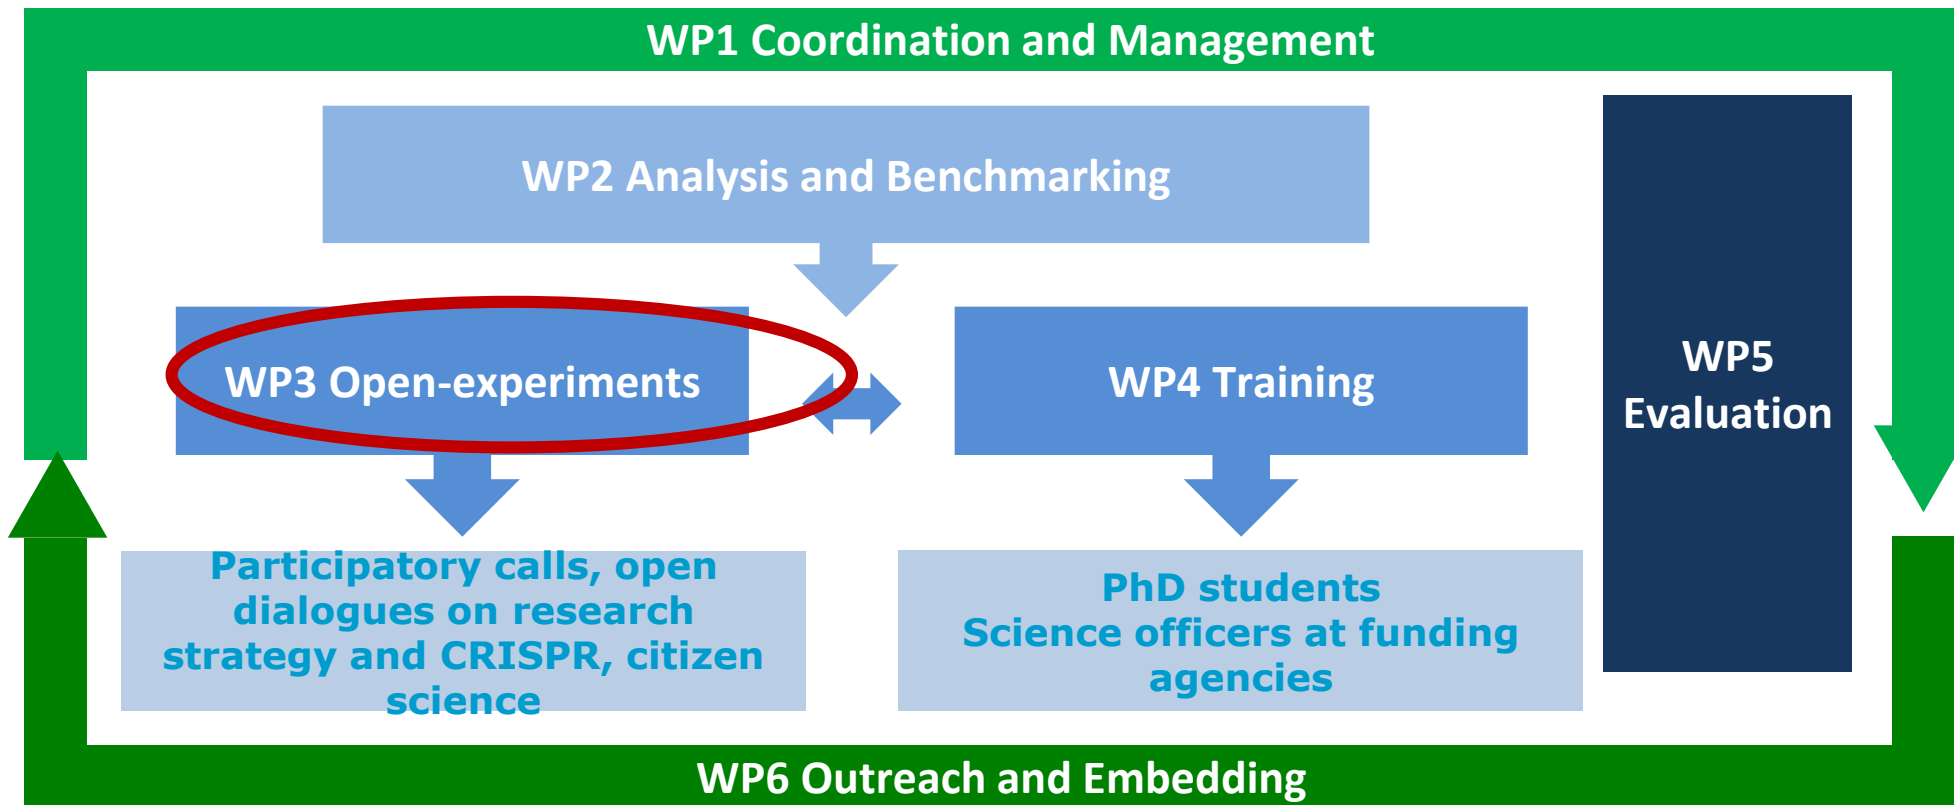 WP1 Coordination and Management
WP2 Analysis and Benchmarking
WP3 Open-experiments
WP4 Training
WP5
Evaluation
Participatory calls, open
dialogues on research
strategy and CRISPR, citizen
science
PhD students
Science officers at funding
agencies
WP6 Outreach and Embedding